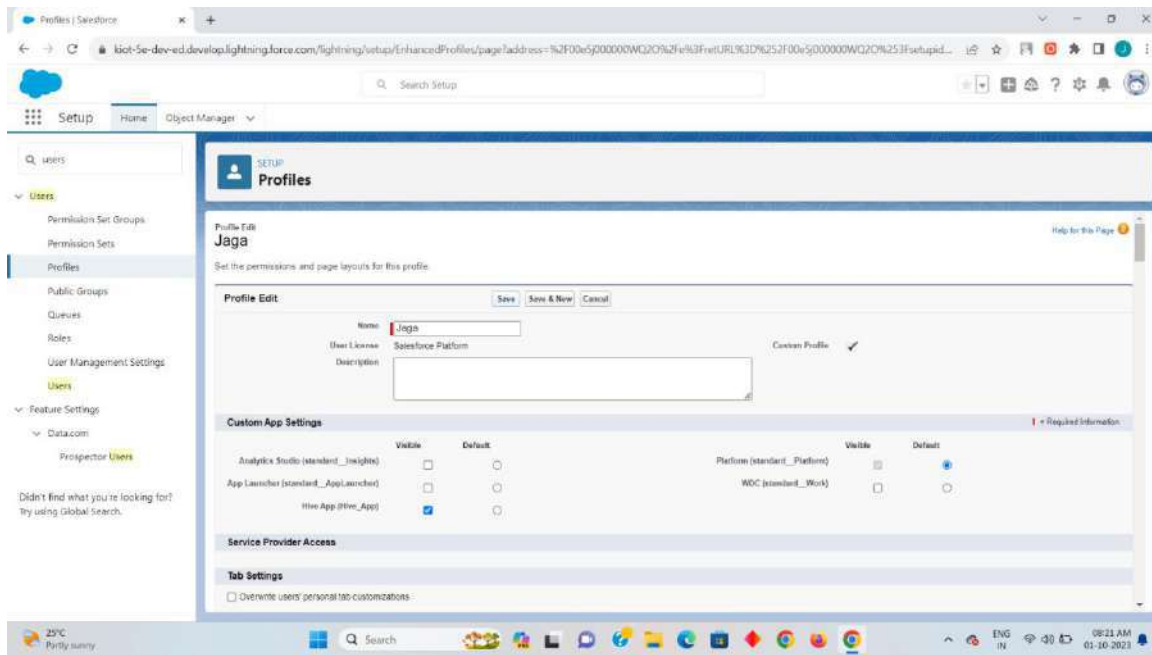 Profiles | Salesforce
kiot-5e-dev-ed.develop.lightning.force.com/lightning/setup/EnhancedProfiles/page?address=%2F00e5j000000WQ2O%2Fe%3FretURL%3D%252F00e5j000000WQ2O%253Fsetupid...
Search Setup
Setup
Home
Object Manager
users
Users
Permission Set Groups
Permission Sets
Profiles
Public Groups
Queues
Roles
User Management Settings
Users
Feature Settings
Data.com
Prospector Users
Didn't find what you're looking for?
Try using Global Search.
SETUP
Profiles
Profile Edit
Jaga
Help for this Page
Set the permissions and page layouts for this profile.
Profile Edit
Save
Save & New
Cancel
Name
Jaga
User License
Salesforce Platform
Custom Profile
Description
Custom App Settings
= Required Information
Visible
Default
Visible
Default
Analytics Studio (standard__Insights)
Platform (standard__Platform)
App Launcher (standard__AppLauncher)
WDC (standard__Work)
Hive App (Hive_App)
Service Provider Access
Tab Settings
Overwrite users' personal tab customizations
25°C
Partly sunny
Search
ENG
IN
08:21 AM
01-10-2023